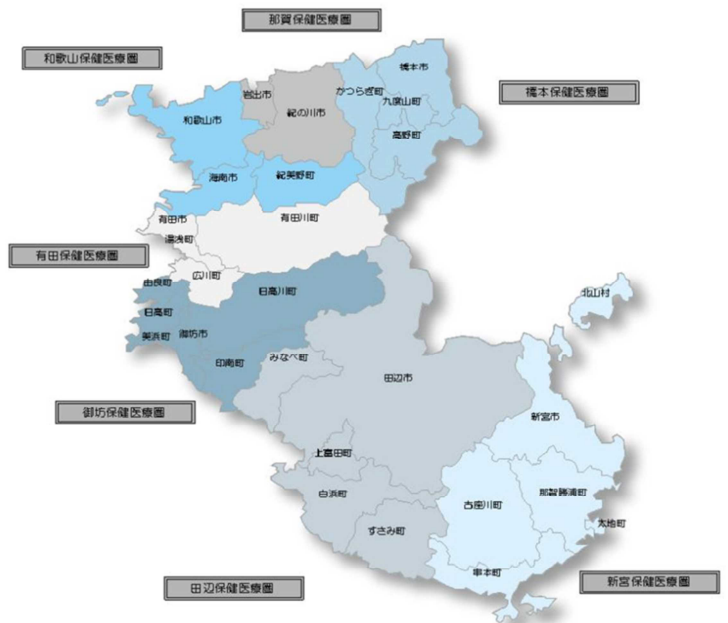 那賀保健医療圏
和歌山保健医療圏
橋本保健医療圏
橋本市
かつらぎ町
岩出市
九度山町
紀の川市
和歌山市
高野町
海南市
紀美野町
有田市
有田川町
湯浅町
有田保健医療圏
広川町
由良町
日高川町
北山村
日高町
美浜町
御坊市
みなべ町
印南町
田辺市
御坊保健医療圏
新宮市
上富田町
白浜町
那智勝浦町
古座川町
太地町
すさみ町
串本町
新宮保健医療圏
田辺保健医療圏